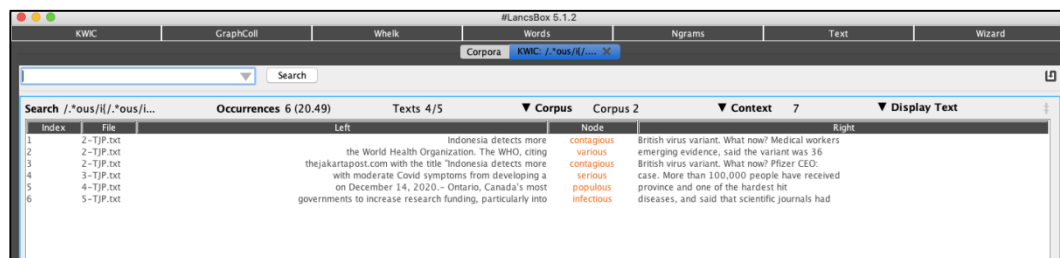 #LancsBox 5.1.2
KWIC GraphColl Whelk Words Ngrams Text Wizard
Corpora KWIC: /.*ous/i{/....
Search
Search /.*ous/i{/.*ous/i... Occurrences 6 (20.49) Texts 4/5 ▼ Corpus Corpus 2 ▼ Context 7 ▼ Display Text
Index File Left Node Right
1 2-TJP.txt Indonesia detects more contagious British virus variant. What now? Medical workers
2 2-TJP.txt the World Health Organization. The WHO, citing various emerging evidence, said the variant was 36
3 2-TJP.txt thejakartapost.com with the title "Indonesia detects more contagious British virus variant. What now? Pfizer CEO:
4 3-TJP.txt with moderate Covid symptoms from developing a serious case. More than 100,000 people have received
5 4-TJP.txt on December 14, 2020.– Ontario, Canada's most populous province and one of the hardest hit
6 5-TJP.txt governments to increase research funding, particularly into infectious diseases, and said that scientific journals had